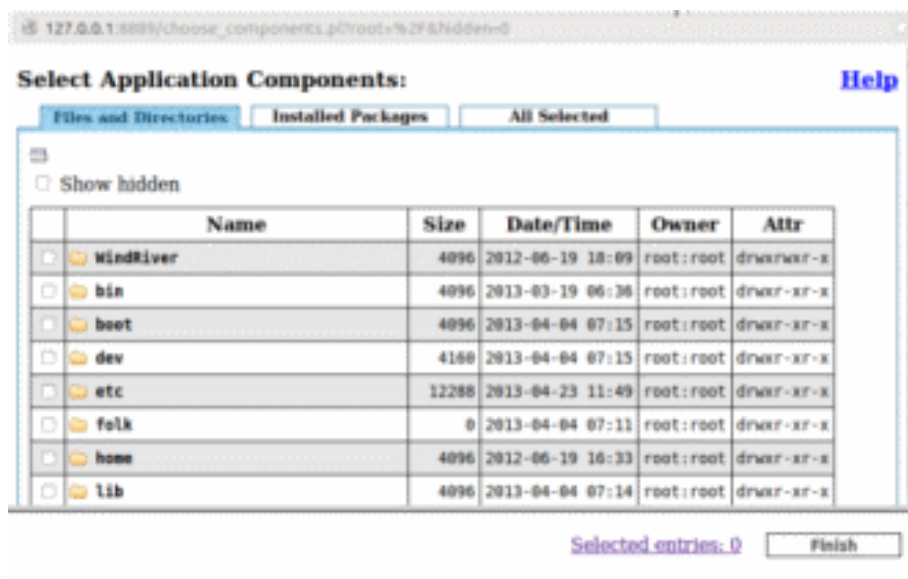 127.0.0.1:8889/choose_components.pl?root=%2F&hidden=0
Select Application Components:
Help
Files and Directories
Installed Packages
All Selected
Show hidden
Name Size Date/Time Owner Attr
WindRiver 4096 2012-06-19 18:09 root:root drwxrwxr-x
bin 4096 2013-03-19 06:36 root:root drwxr-xr-x
boot 4096 2013-04-04 07:15 root:root drwxr-xr-x
dev 4160 2013-04-04 07:15 root:root drwxr-xr-x
etc 12288 2013-04-23 11:49 root:root drwxr-xr-x
folk 0 2013-04-04 07:11 root:root drwxr-xr-x
home 4096 2012-06-19 16:33 root:root drwxr-xr-x
lib 4096 2013-04-04 07:14 root:root drwxr-xr-x
Selected entries: 0
Finish